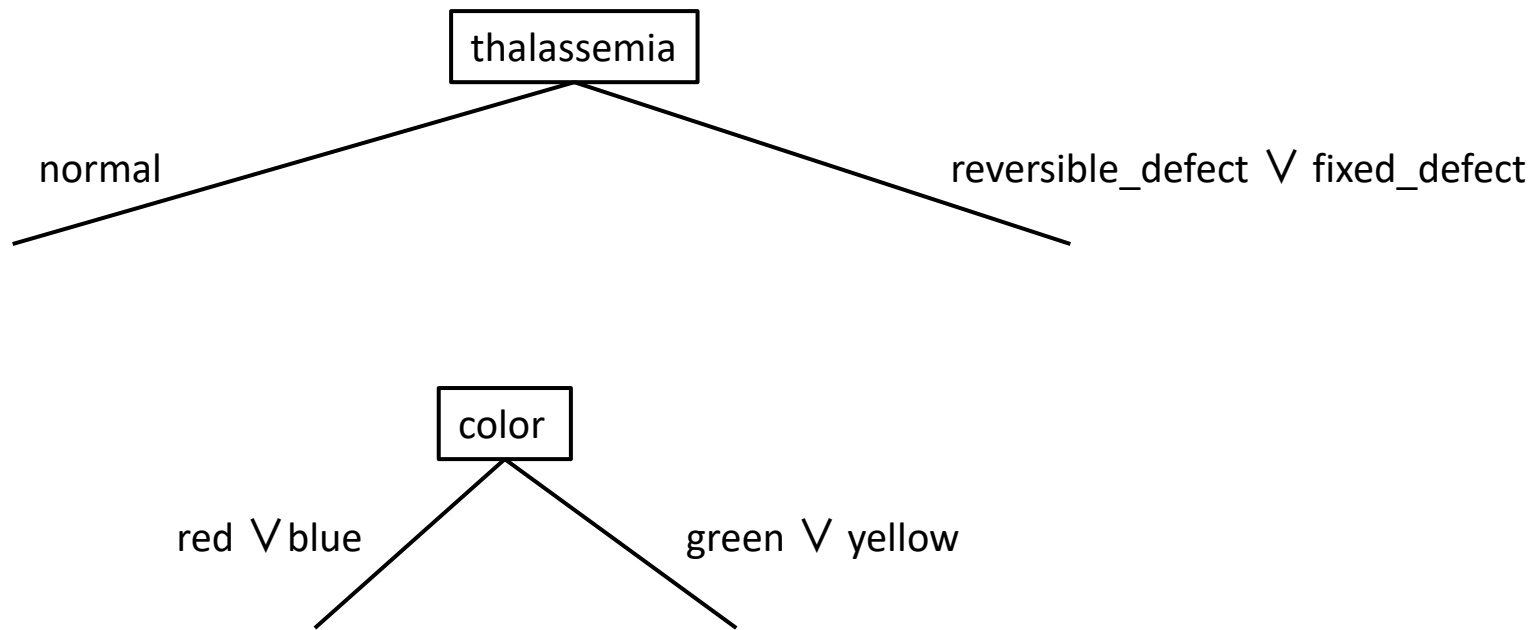 thalassemia
normal
reversible_defect ∨ fixed_defect
color
red ∨ blue
green ∨ yellow